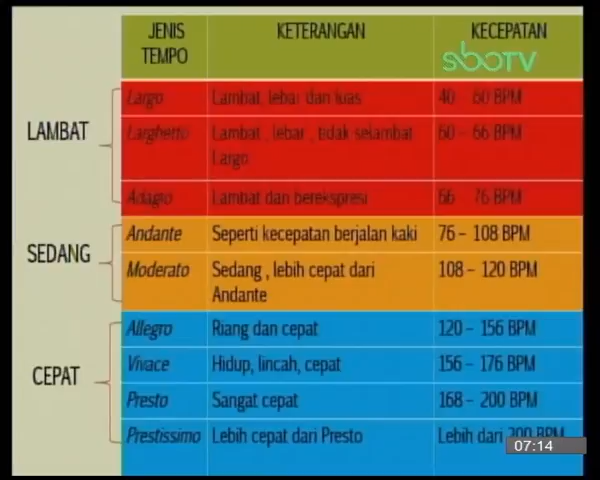 JENIS TEMPO KETERANGAN KECEPATAN
sboTV
LAMBAT
Largo Lambat, lebar dan luas 40 60 BPM
Larghetto Lambat , lebar , tidak selambat 60 – 66 BPM
Largo
Adagio Lambat dan berekspresi 66 76 BPM
SEDANG
Andante Seperti kecepatan berjalan kaki 76 – 108 BPM
Moderato Sedang , lebih cepat dari 108 – 120 BPM
Andante
CEPAT
Allegro Riang dan cepat 120 – 156 BPM
Vivace Hidup, lincah, cepat 156 – 176 BPM
Presto Sangat cepat 168 – 200 BPM
Prestissimo Lebih cepat dari Presto Lebih dari 200 BPM
07:14